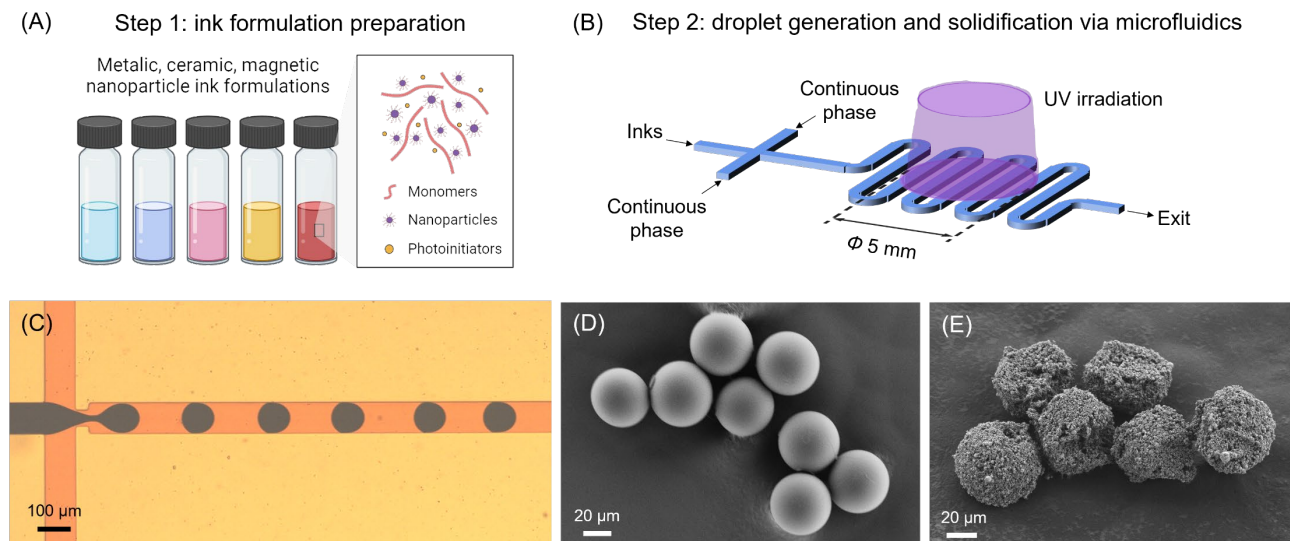 (A) Step 1: ink formulation preparation
Metalic, ceramic, magnetic
nanoparticle ink formulations
Monomers
Nanoparticles
Photoinitiators
(B) Step 2: droplet generation and solidification via microfluidics
Continuous
phase
UV irradiation
Inks
Continuous
phase
Exit
Φ 5 mm
(C)
100 μm
(D)
20 μm
(E)
20 μm